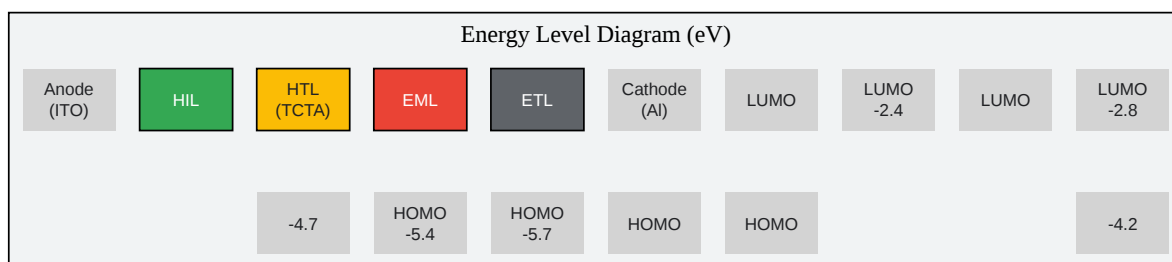 Energy Level Diagram (eV)
Anode
(ITO)
HIL
HTL
(TCTA)
EML
ETL
Cathode
(Al)
LUMO
LUMO
-2.4
LUMO
LUMO
-2.8
-4.7
HOMO
-5.4
HOMO
-5.7
HOMO
HOMO
-4.2